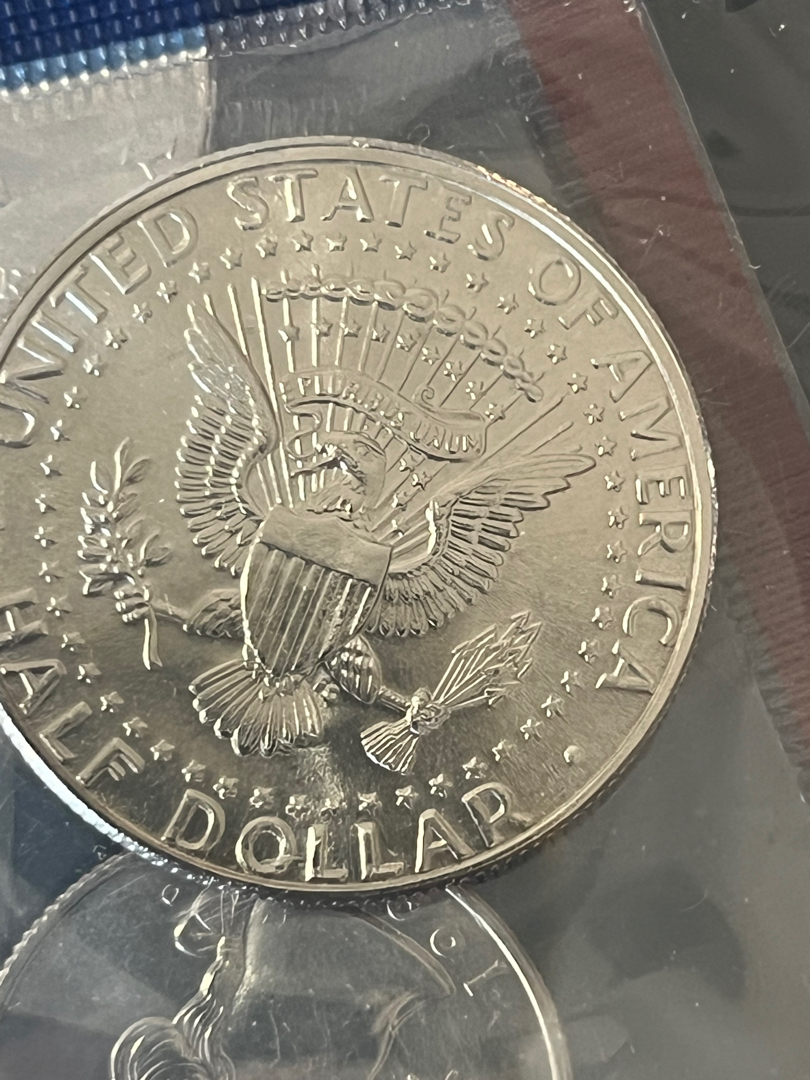 UNITED STATES OF AMERICA
E PLURIBUS UNUM
HALF DOLLAR